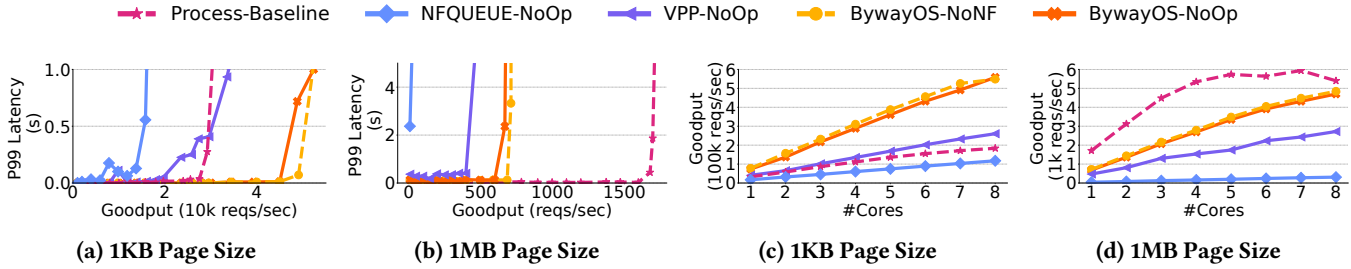 Process-Baseline NFQUEUE-NoOp VPP-NoOp BywayOS-NoNF BywayOS-NoOp
P99 Latency
(s)
1.0
0.5
0.0
0 2 4
Goodput (10k reqs/sec)
(a) 1KB Page Size
P99 Latency
(s)
4
2
0
0 500 1000 1500
Goodput (reqs/sec)
(b) 1MB Page Size
Goodput
(100k reqs/sec)
6
5
4
3
2
1
0
1 2 3 4 5 6 7 8
#Cores
(c) 1KB Page Size
Goodput
(1k reqs/sec)
6
5
4
3
2
1
0
1 2 3 4 5 6 7 8
#Cores
(d) 1MB Page Size